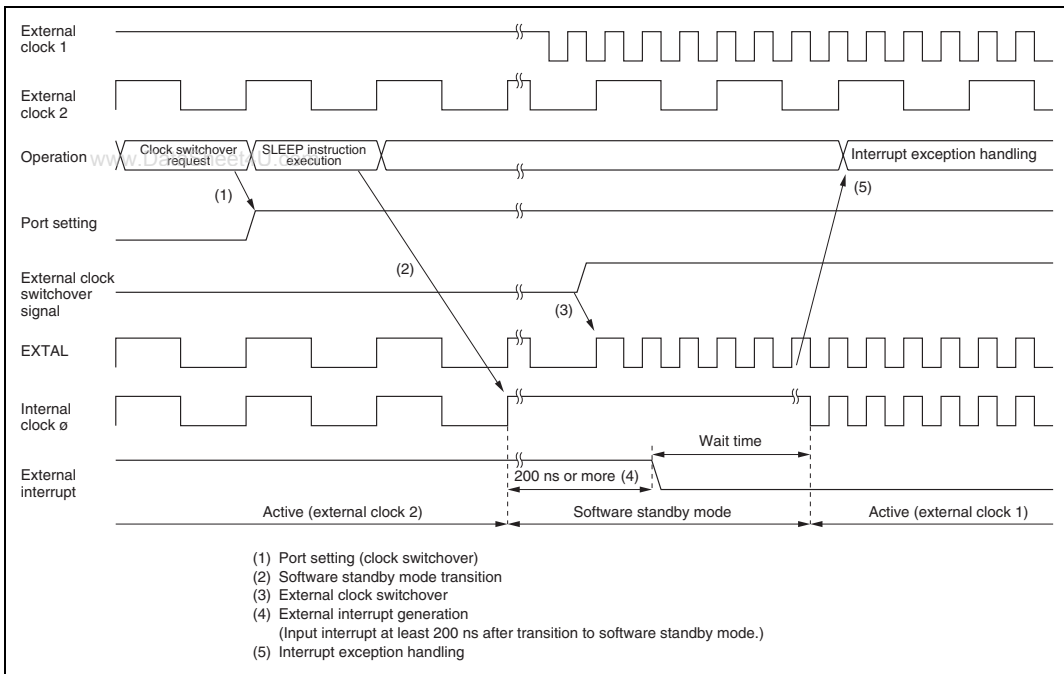 External
clock 1
External
clock 2
Operation
www.DataSheet4U.com
Clock switchover
request
SLEEP instruction
execution
Interrupt exception handling
(1)
(5)
Port setting
(2)
External clock
switchover
signal
(3)
EXTAL
Internal
clock ø
Wait time
External
interrupt
200 ns or more (4)
Active (external clock 2)
Software standby mode
Active (external clock 1)
(1) Port setting (clock switchover)
(2) Software standby mode transition
(3) External clock switchover
(4) External interrupt generation
(Input interrupt at least 200 ns after transition to software standby mode.)
(5) Interrupt exception handling